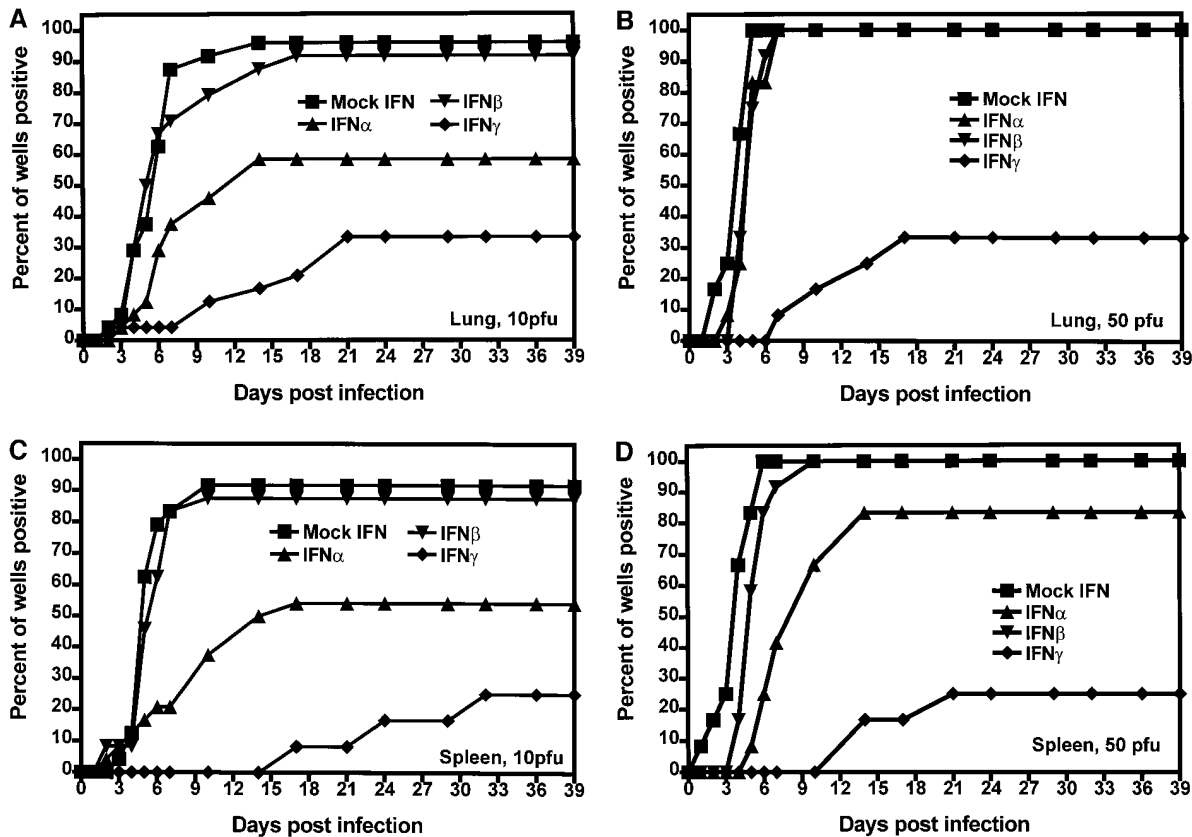 A
Percent of wells positive
100
90
80
70
60
50
40
30
20
10
0
Mock IFN IFNβ
IFNα IFNγ
Lung, 10pfu
0 3 6 9 12 15 18 21 24 27 30 33 36 39
Days post infection
B
Percent of wells positive
100
90
80
70
60
50
40
30
20
10
0
Mock IFN
IFNα
IFNβ
IFNγ
Lung, 50 pfu
0 3 6 9 12 15 18 21 24 27 30 33 36 39
Days post infection
C
Percent of wells positive
100
90
80
70
60
50
40
30
20
10
0
Mock IFN IFNβ
IFNα IFNγ
Spleen, 10pfu
0 3 6 9 12 15 18 21 24 27 30 33 36 39
Days post infection
D
Percent of wells positive
100
90
80
70
60
50
40
30
20
10
0
Mock IFN
IFNα
IFNβ
IFNγ
Spleen, 50 pfu
0 3 6 9 12 15 18 21 24 27 30 33 36 39
Days post infection